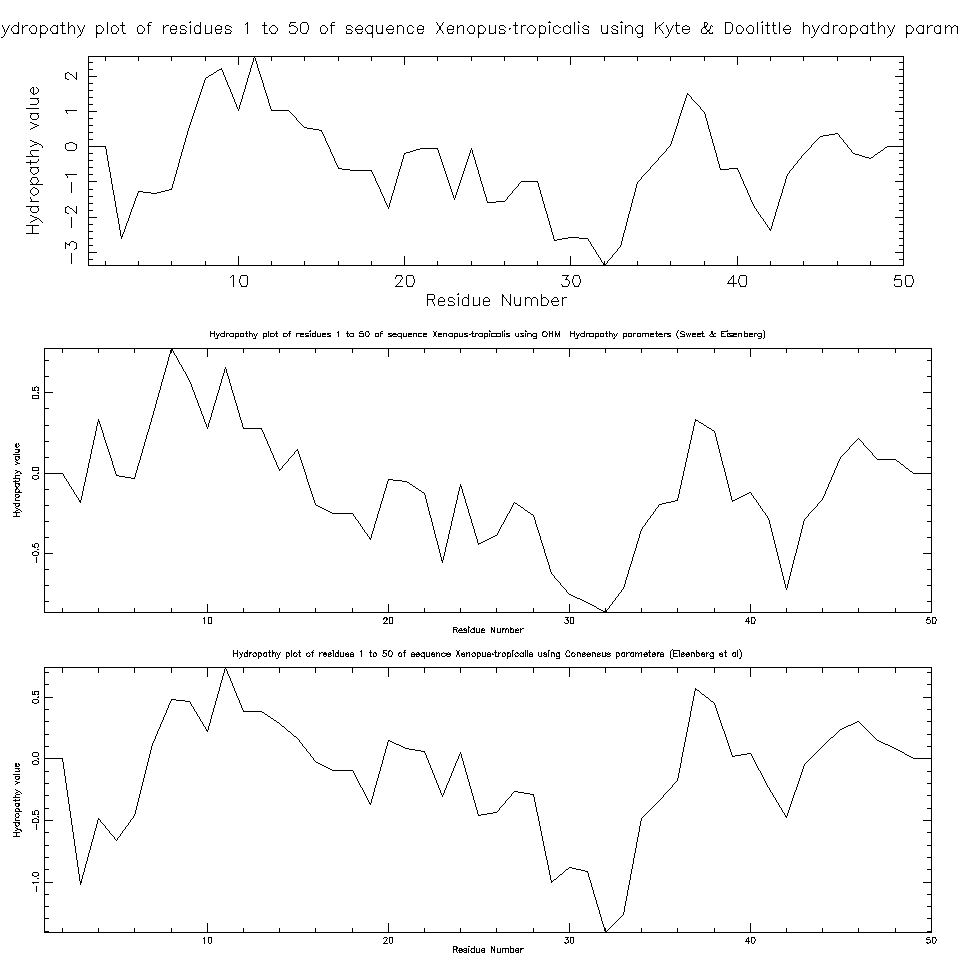 ydropathy plot of residues 1 to 50 of sequence Xenopus-tropicalis using Kyte & Doolittle hydropathy param
Hydropathy value
2
1
0
-1
-2
-3
10 20 30 40 50
Residue Number
Hydropathy plot of residues 1 to 50 of sequence Xenopus-tropicalis using OHM Hydropathy parameters (Sweet & Eisenberg)
Hydropathy value
0.5
0.0
-0.5
10 20 30 40 50
Residue Number
Hydropathy plot of residues 1 to 50 of sequence Xenopus-tropicalis using Consensus parameters (Eisenberg et al)
Hydropathy value
0.5
0.0
-0.5
-1.0
10 20 30 40 50
Residue Number